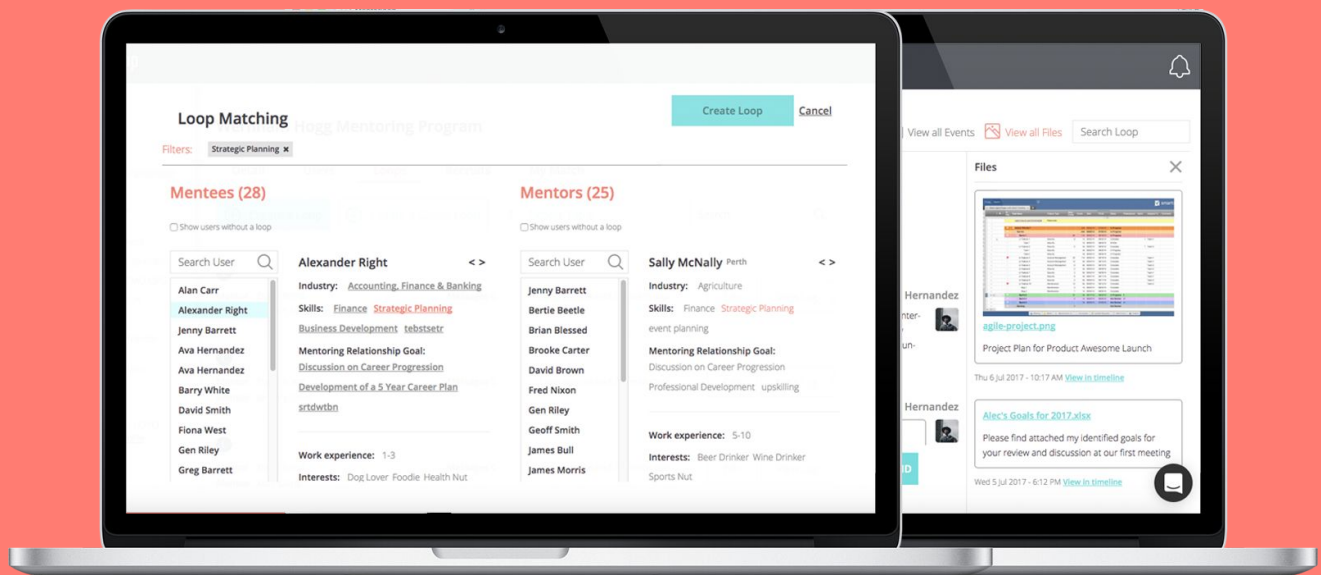 Loop Matching
Hogg Mentoring Program
Create Loop
Cancel
Filters:
Strategic Planning ×
Mentees (28)
Show users without a loop
Search User
Alan Carr
Alexander Right
Jenny Barrett
Ava Hernandez
Ava Hernandez
Barry White
David Smith
Fiona West
Gen Riley
Greg Barrett
Alexander Right
< >
Industry: Accounting, Finance & Banking
Skills: Finance Strategic Planning
Business Development tebstsetr
Mentoring Relationship Goal:
Discussion on Career Progression
Development of a 5 Year Career Plan
srtdwtbn
Work experience: 1-3
Interests: Dog Lover Foodie Health Nut
Mentors (25)
Show users without a loop
Search User
Jenny Barrett
Bertie Beetle
Brian Blessed
Brooke Carter
David Brown
Fred Nixon
Gen Riley
Geoff Smith
James Bull
James Morris
Sally McNally Perth
< >
Industry: Agriculture
Skills: Finance Strategic Planning
event planning
Mentoring Relationship Goal:
Discussion on Career Progression
Professional Development upskilling
Work experience: 5-10
Interests: Beer Drinker Wine Drinker
Sports Nut
View all Events
View all Files
Search Loop
Hernandez
nter-
un-
Hernandez
Files
agile-project.png
Project Plan for Product Awesome Launch
Thu 6 Jul 2017 - 10:17 AM View in timeline
Alec's Goals for 2017.xlsx
Please find attached my identified goals for
your review and discussion at our first meeting
Wed 5 Jul 2017 - 6:12 PM View in timeline